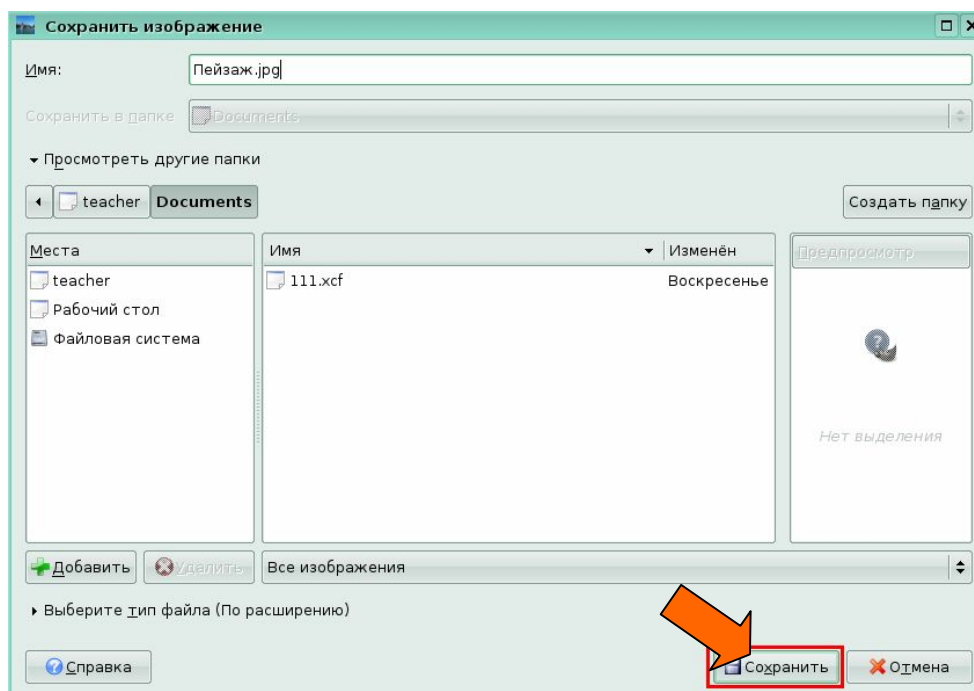 Сохранить изображение
Имя:
Пейзаж.jpg
Сохранить в папке
Documents
Просмотреть другие папки
teacher
Documents
Создать папку
Места
Имя
Изменён
Предпросмотр
teacher
111.xcf
Воскресенье
Рабочий стол
Файловая система
Нет выделения
Добавить
Удалить
Все изображения
Выберите тип файла (По расширению)
Справка
Сохранить
Отмена